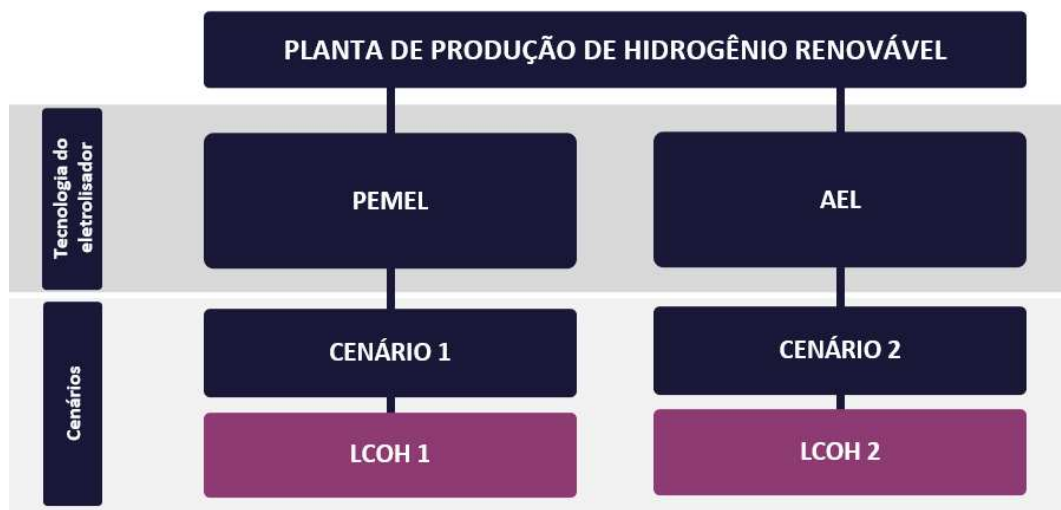 PLANTA DE PRODUÇÃO DE HIDROGÊNIO RENOVÁVEL
Tecnologia do
eletrolisador
PEMEL
AEL
Cenários
CENÁRIO 1
CENÁRIO 2
LCOH 1
LCOH 2